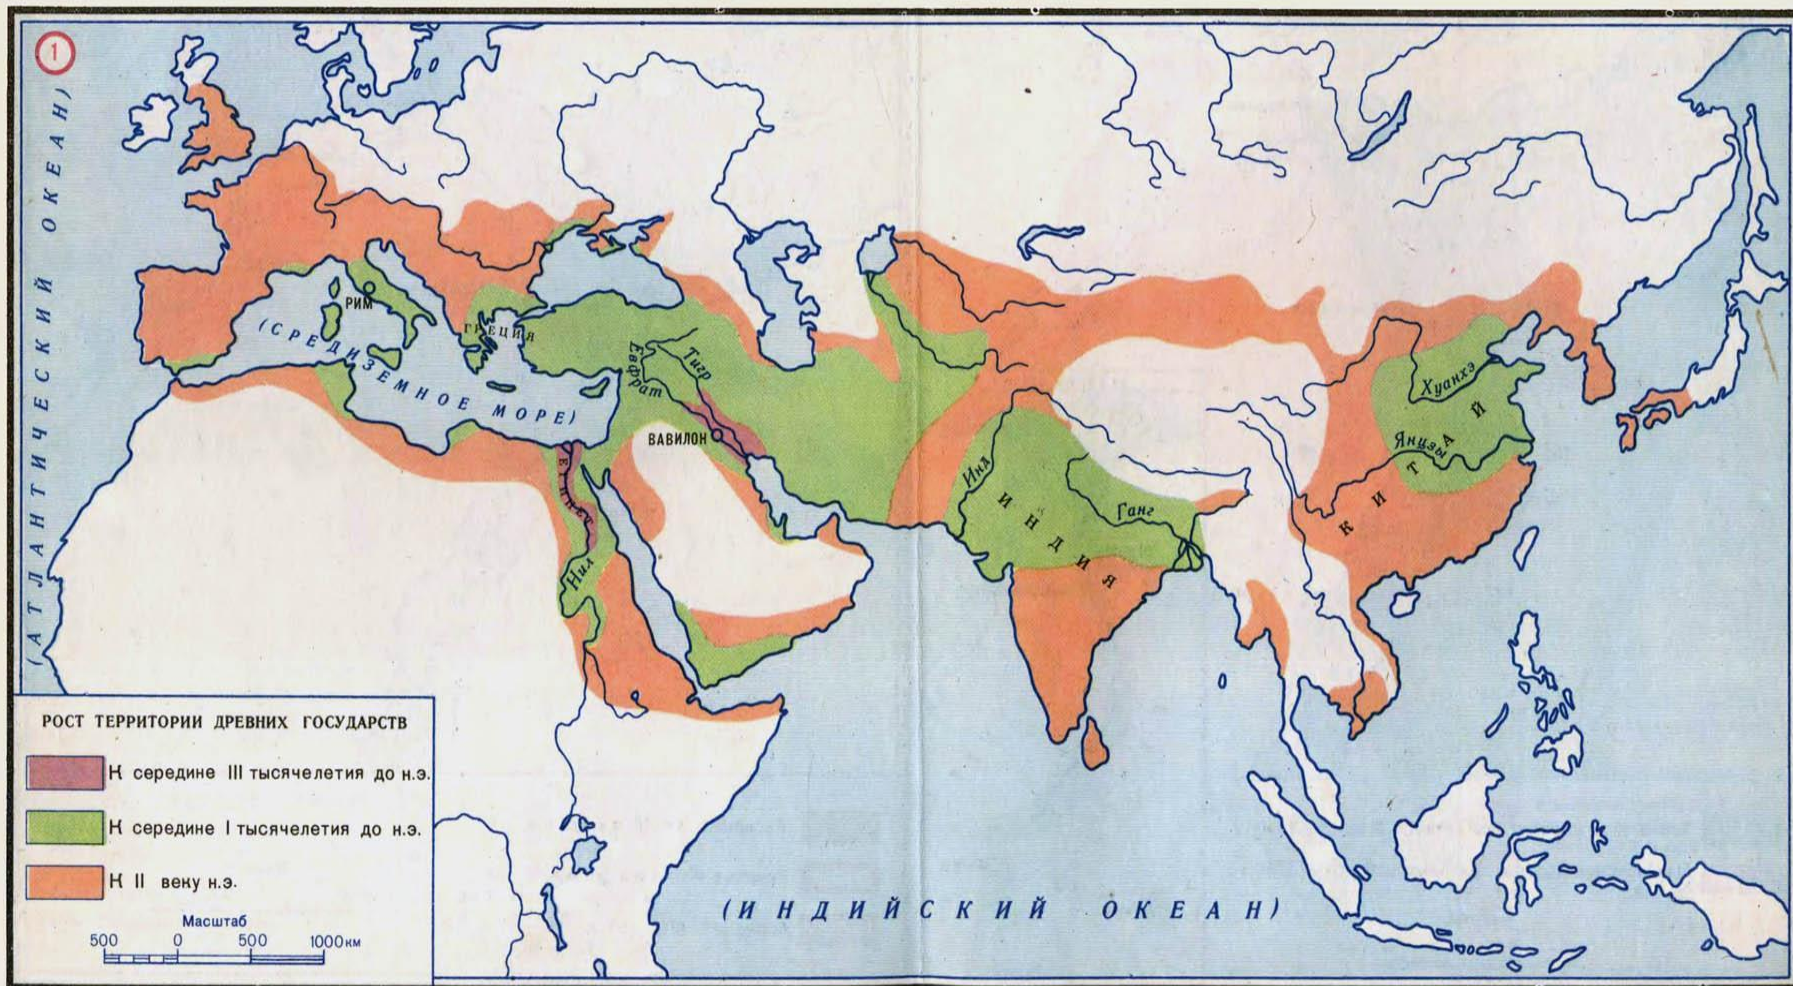 1
(АТЛАНТИЧЕСКИЙ ОКЕАН)
РИМ
(СРЕДИЗЕМНОЕ МОРЕ)
ГРЕЦИЯ
Евфрат
Тигр
ВАВИЛОН
ЕГИПЕТ
Нил
Инд
ИНДИЯ
Ганг
Хуанхэ
Янцзы
КИТАЙ
(ИНДИЙСКИЙ ОКЕАН)
РОСТ ТЕРРИТОРИИ ДРЕВНИХ ГОСУДАРСТВ
К середине III тысячелетия до н.э.
К середине I тысячелетия до н.э.
К II веку н.э.
Масштаб
500 0 500 1000км